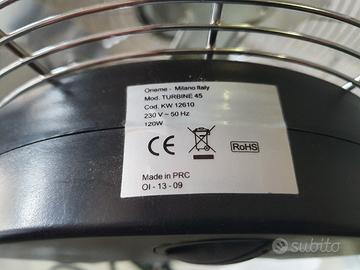 Oneme - Milano Italy
Mod. TURBINE 45
Cod. KW 12610
230 V ~ 50 Hz
120W
CE
RoHS
Made in PRC
OI - 13 - 09
subito